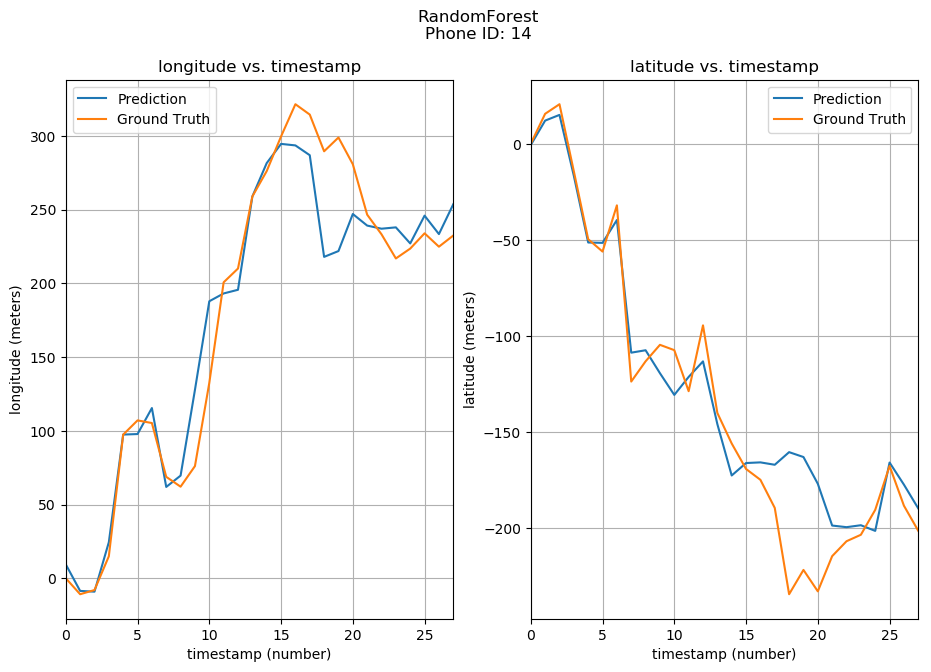 RandomForest
Phone ID: 14
longitude vs. timestamp
Prediction
Ground Truth
longitude (meters)
300
250
200
150
100
50
0
0 5 10 15 20 25
timestamp (number)
latitude vs. timestamp
Prediction
Ground Truth
latitude (meters)
0
−50
−100
−150
−200
0 5 10 15 20 25
timestamp (number)